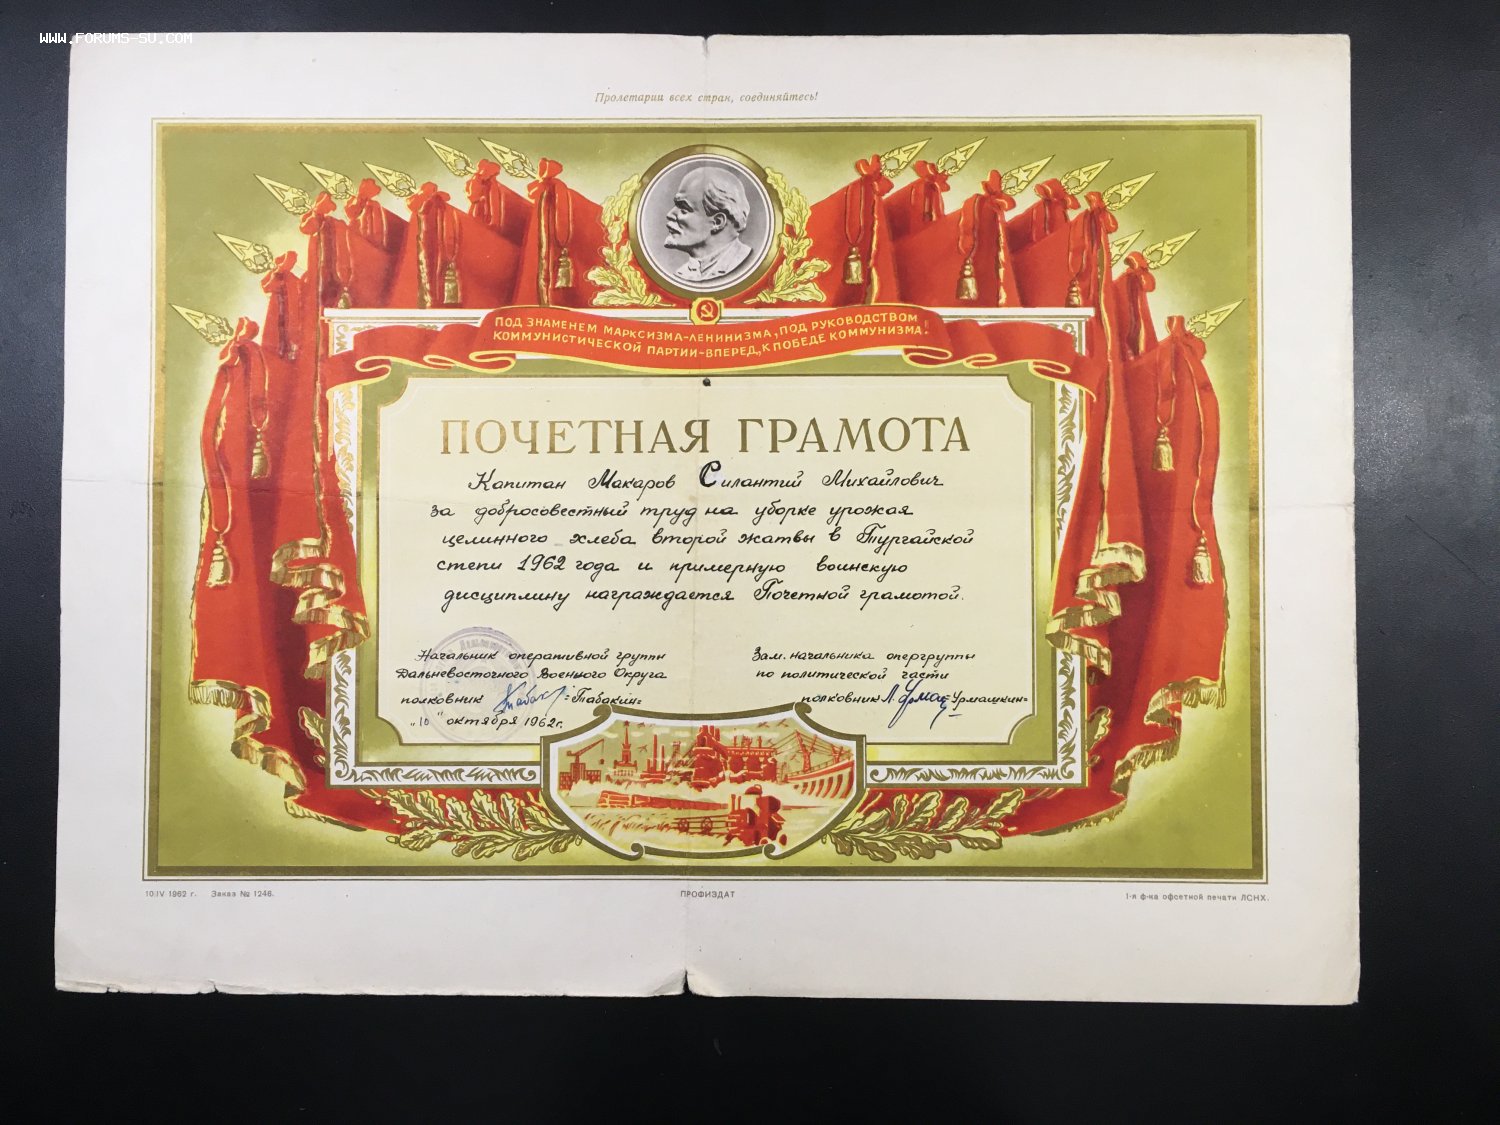 WWW.FORUMS-SU.COM
Пролетарии всех стран, соединяйтесь!
ПОД ЗНАМЕНЕМ МАРКСИЗМА-ЛЕНИНИЗМА, ПОД РУКОВОДСТВОМ
КОММУНИСТИЧЕСКОЙ ПАРТИИ-ВПЕРЕД, К ПОБЕДЕ КОММУНИЗМА!
ПОЧЕТНАЯ ГРАМОТА
Капитан Макаров Силантий Михайлович
за добросовестный труд на уборке урожая
целинного хлеба второй жатвы в Тургайской
степи 1962 года и примерную воинскую
дисциплину награждается Почетной грамотой.
Начальник оперативной группы
Дальневосточного Военного Округа
полковник =Табакин=
"10" октября 1962г.
Зам. начальника опергруппы
по политической части
полковник =Урмашкин=
10/IV 1962 г. Заказ № 1246.
ПРОФИЗДАТ
1-я ф-ка офсетной печати ЛСНХ.